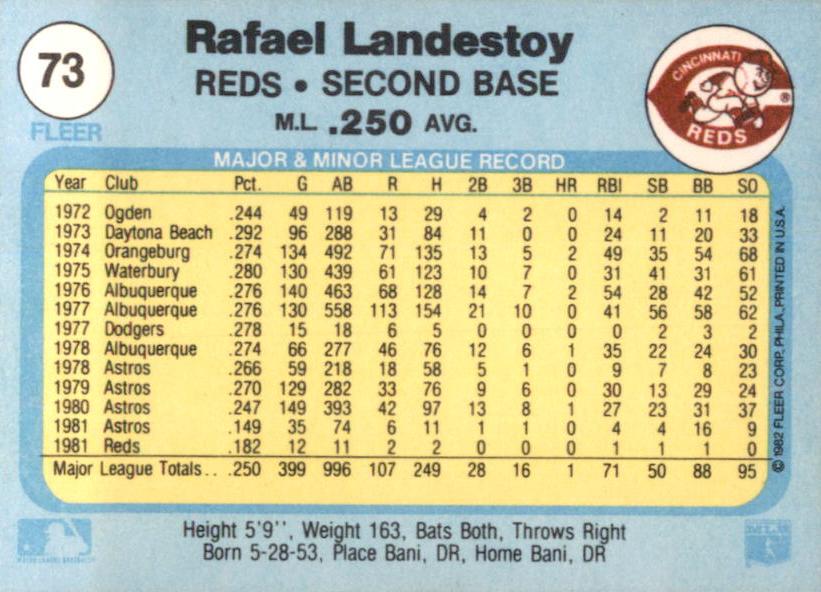 73
Rafael Landestoy
REDS • SECOND BASE
M.L. .250 AVG.
FLEER
CINCINNATI
REDS
®
MAJOR & MINOR LEAGUE RECORD
Year Club Pct. G AB R H 2B 3B HR RBI SB BB SO
1972 Ogden .244 49 119 13 29 4 2 0 14 2 11 18
1973 Daytona Beach .292 96 288 31 84 11 0 0 24 11 20 33
1974 Orangeburg .274 134 492 71 135 13 5 2 49 35 54 68
1975 Waterbury .280 130 439 61 123 10 7 0 31 41 31 61
1976 Albuquerque .276 140 463 68 128 14 7 2 54 28 42 52
1977 Albuquerque .276 130 558 113 154 21 10 0 41 56 58 62
1977 Dodgers .278 15 18 6 5 0 0 0 0 2 3 2
1978 Albuquerque .274 66 277 46 76 12 6 1 35 22 24 30
1978 Astros .266 59 218 18 58 5 1 0 9 7 8 23
1979 Astros .270 129 282 33 76 9 6 0 30 13 29 24
1980 Astros .247 149 393 42 97 13 8 1 27 23 31 37
1981 Astros .149 35 74 6 11 1 1 0 4 4 16 9
1981 Reds .182 12 11 2 2 0 0 0 1 1 1 0
Major League Totals . . .250 399 996 107 249 28 16 1 71 50 88 95
© 1982 FLEER CORP. PHILA. PRINTED IN U.S.A.
Height 5'9'', Weight 163, Bats Both, Throws Right
Born 5-28-53, Place Bani, DR, Home Bani, DR